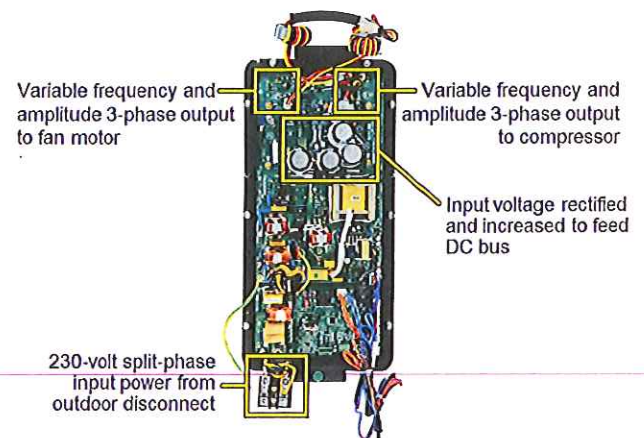 Variable frequency and
amplitude 3-phase output
to fan motor
Variable frequency and
amplitude 3-phase output
to compressor
Input voltage rectified
and increased to feed
DC bus
230-volt split-phase
input power from
outdoor disconnect